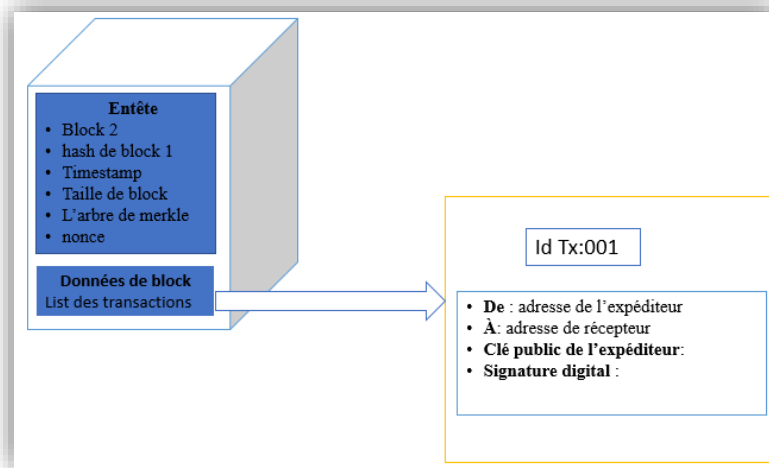 Entête
• Block 2
• hash de block 1
• Timestamp
• Taille de block
• L'arbre de merkle
• nonce
Données de block
List des transactions
Id Tx:001
• De : adresse de l'expéditeur
• À: adresse de récepteur
• Clé public de l'expéditeur:
• Signature digital :